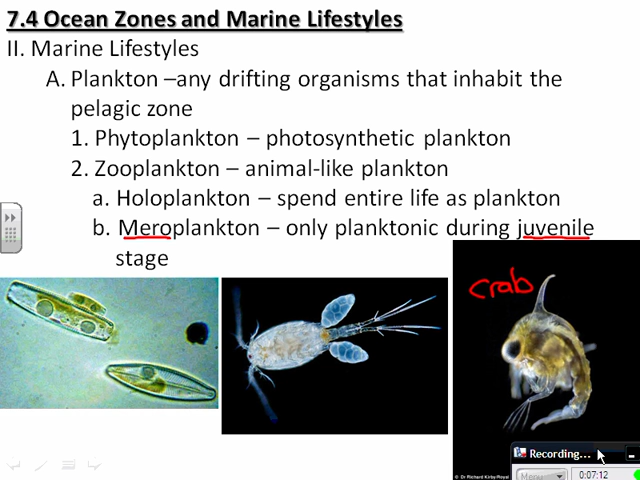 7.4 Ocean Zones and Marine Lifestyles
II. Marine Lifestyles
A. Plankton –any drifting organisms that inhabit the
pelagic zone
1. Phytoplankton – photosynthetic plankton
2. Zooplankton – animal-like plankton
a. Holoplankton – spend entire life as plankton
b. Meroplankton – only planktonic during juvenile
stage
crab
© Dr Richard Kirby/Royal
Recording...
Menu
0:07:12